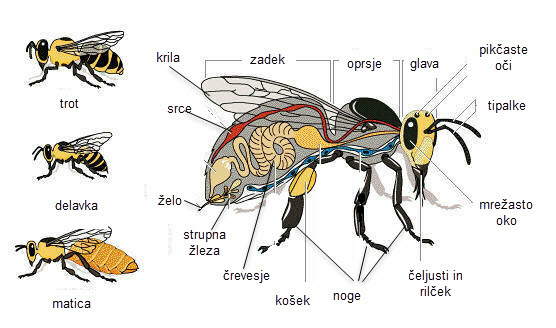 trot
delavka
matica
krila
zadek
oprsje
glava
pikčaste
oči
srce
tipalke
želo
strupna
žleza
črevesje
košek
noge
čeljusti in
rilček
mrežasto
oko